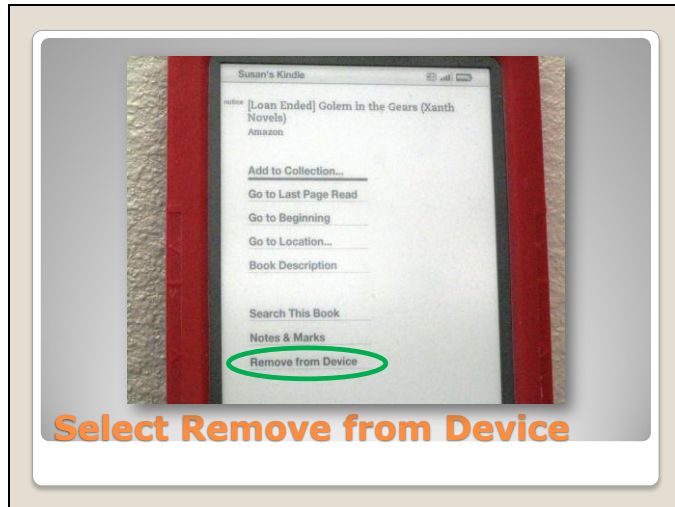 Susan's Kindle
notice [Loan Ended] Golem in the Gears (Xanth
Novels)
Amazon
Add to Collection...
Go to Last Page Read
Go to Beginning
Go to Location...
Book Description
Search This Book
Notes & Marks
Remove from Device
Select Remove from Device